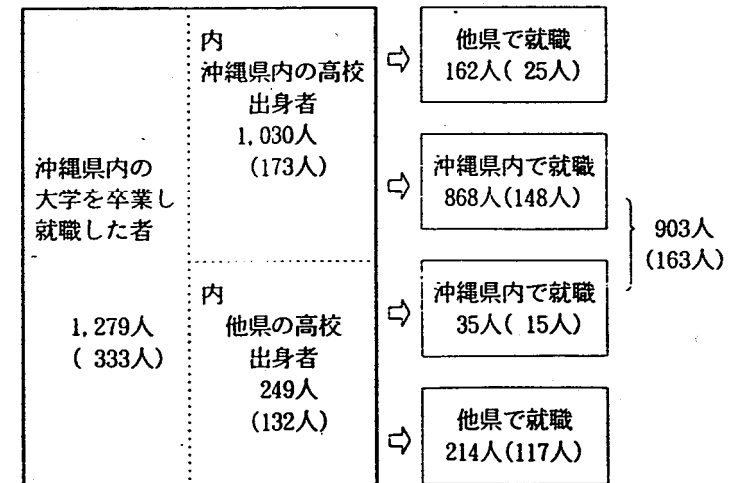 沖縄県内の
大学を卒業し
就職した者
1,279人
( 333人)
内
沖縄県内の高校
出身者
1,030人
(173人)
内
他県の高校
出身者
249人
(132人)
他県で就職
162人( 25人)
沖縄県内で就職
868人(148人)
沖縄県内で就職
35人( 15人)
他県で就職
214人(117人)
903人
(163人)